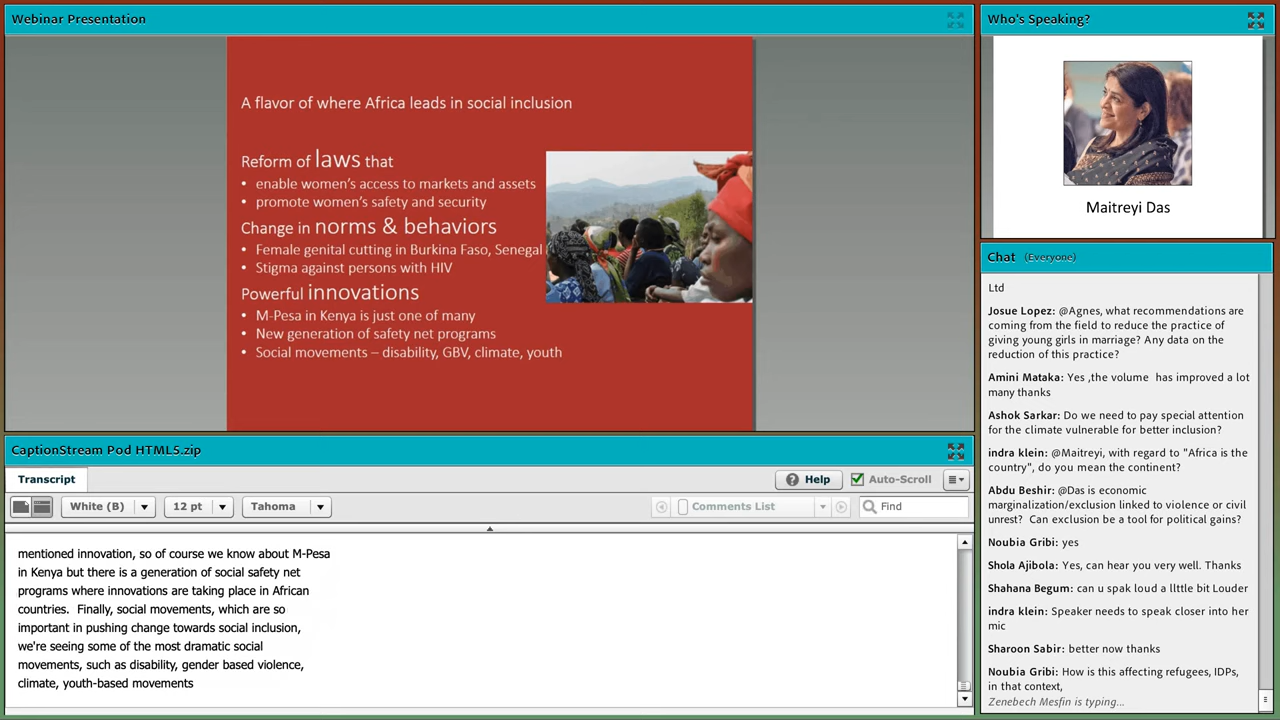 Webinar Presentation
A flavor of where Africa leads in social inclusion
Reform of laws that
• enable women's access to markets and assets
• promote women's safety and security
Change in norms & behaviors
• Female genital cutting in Burkina Faso, Senegal
• Stigma against persons with HIV
Powerful innovations
• M-Pesa in Kenya is just one of many
• New generation of safety net programs
• Social movements – disability, GBV, climate, youth
CaptionStream Pod HTML5.zip
Transcript
Help
Auto-Scroll
White (B)
12 pt
Tahoma
Comments List
Find
mentioned innovation, so of course we know about M-Pesa
in Kenya but there is a generation of social safety net
programs where innovations are taking place in African
countries.  Finally, social movements, which are so
important in pushing change towards social inclusion,
we're seeing some of the most dramatic social
movements, such as disability, gender based violence,
climate, youth-based movements
Who's Speaking?
Maitreyi Das
Chat (Everyone)
Ltd
Josue Lopez: @Agnes, what recommendations are
coming from the field to reduce the practice of
giving young girls in marriage? Any data on the
reduction of this practice?
Amini Mataka: Yes ,the volume  has improved a lot
many thanks
Ashok Sarkar: Do we need to pay special attention
for the climate vulnerable for better inclusion?
indra klein: @Maitreyi, with regard to "Africa is the
country", do you mean the continent?
Abdu Beshir: @Das is economic
marginalization/exclusion linked to violence or civil
unrest?  Can exclusion be a tool for political gains?
Noubia Gribi: yes
Shola Ajibola: Yes, can hear you very well. Thanks
Shahana Begum: can u spak loud a llttle bit Louder
indra klein: Speaker needs to speak closer into her
mic
Sharoon Sabir: better now thanks
Noubia Gribi: How is this affecting refugees, IDPs,
in that context,
Zenebech Mesfin is typing...